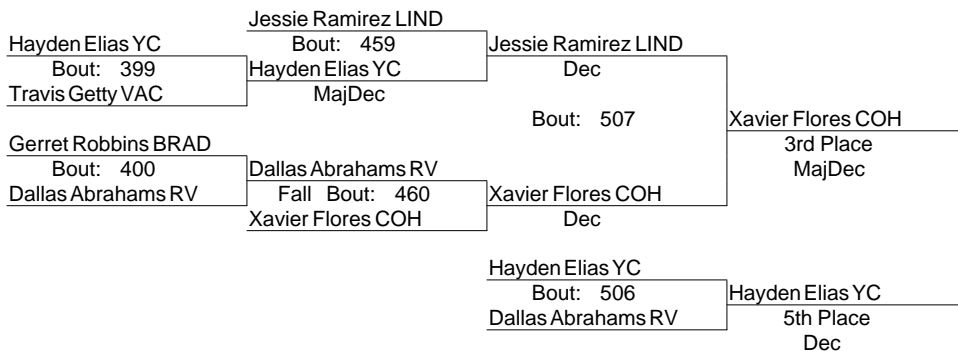 Jessie Ramirez LIND
Hayden Elias YC
Bout: 459
Jessie Ramirez LIND
Bout: 399
Hayden Elias YC
Dec
Travis Getty VAC
MajDec
Bout: 507
Xavier Flores COH
Gerret Robbins BRAD
3rd Place
Bout: 400
Dallas Abrahams RV
MajDec
Dallas Abrahams RV
Fall Bout: 460
Xavier Flores COH
Xavier Flores COH
Dec
Hayden Elias YC
Bout: 506
Hayden Elias YC
Dallas Abrahams RV
5th Place
Dec